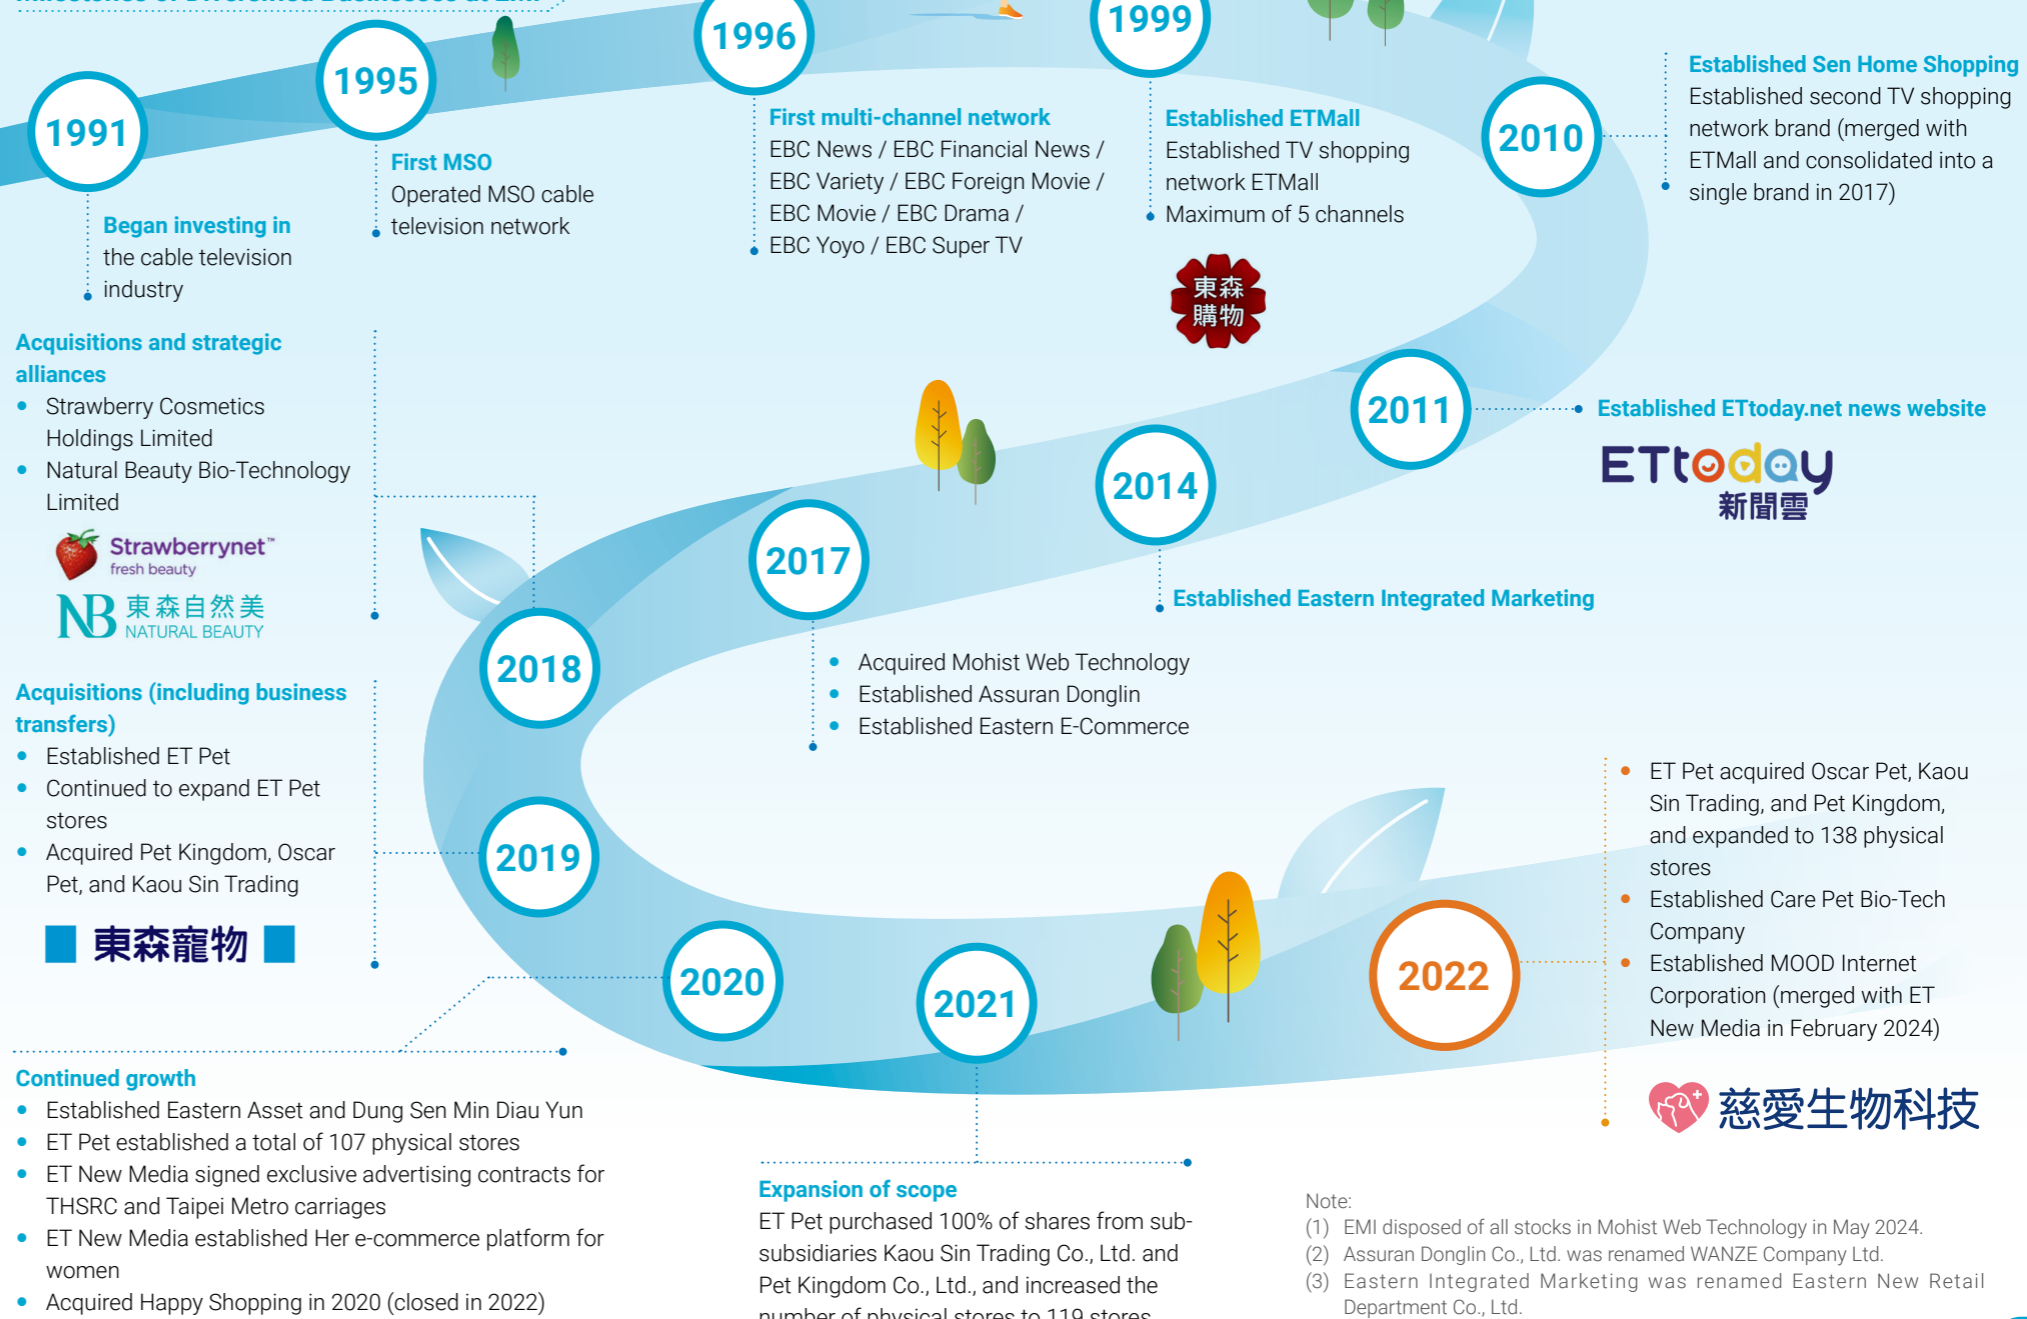 Milestones of Diversified Businesses at EMI
1991
Began investing in
the cable television
industry
1995
First MSO
Operated MSO cable
television network
1996
First multi-channel network
EBC News / EBC Financial News /
EBC Variety / EBC Foreign Movie /
EBC Movie / EBC Drama /
EBC Yoyo / EBC Super TV
1999
Established ETMall
Established TV shopping
network ETMall
Maximum of 5 channels
東森
購物
2010
Established Sen Home Shopping
Established second TV shopping
network brand (merged with
ETMall and consolidated into a
single brand in 2017)
2011
Established ETtoday.net news website
ETtoday
新聞雲
2014
Established Eastern Integrated Marketing
2017
• Acquired Mohist Web Technology
• Established Assuran Donglin
• Established Eastern E-Commerce
2018
Acquisitions and strategic
alliances
• Strawberry Cosmetics
Holdings Limited
• Natural Beauty Bio-Technology
Limited
Strawberrynet™
fresh beauty
NB 東森自然美
NATURAL BEAUTY
2019
Acquisitions (including business
transfers)
• Established ET Pet
• Continued to expand ET Pet
stores
• Acquired Pet Kingdom, Oscar
Pet, and Kaou Sin Trading
東森寵物
2020
Continued growth
• Established Eastern Asset and Dung Sen Min Diau Yun
• ET Pet established a total of 107 physical stores
• ET New Media signed exclusive advertising contracts for
THSRC and Taipei Metro carriages
• ET New Media established Her e-commerce platform for
women
• Acquired Happy Shopping in 2020 (closed in 2022)
2021
Expansion of scope
ET Pet purchased 100% of shares from sub-
subsidiaries Kaou Sin Trading Co., Ltd. and
Pet Kingdom Co., Ltd., and increased the
number of physical stores to 119 stores
2022
• ET Pet acquired Oscar Pet, Kaou
Sin Trading, and Pet Kingdom,
and expanded to 138 physical
stores
• Established Care Pet Bio-Tech
Company
• Established MOOD Internet
Corporation (merged with ET
New Media in February 2024)
慈愛生物科技
Note:
(1) EMI disposed of all stocks in Mohist Web Technology in May 2024.
(2) Assuran Donglin Co., Ltd. was renamed WANZE Company Ltd.
(3) Eastern Integrated Marketing was renamed Eastern New Retail
Department Co., Ltd.